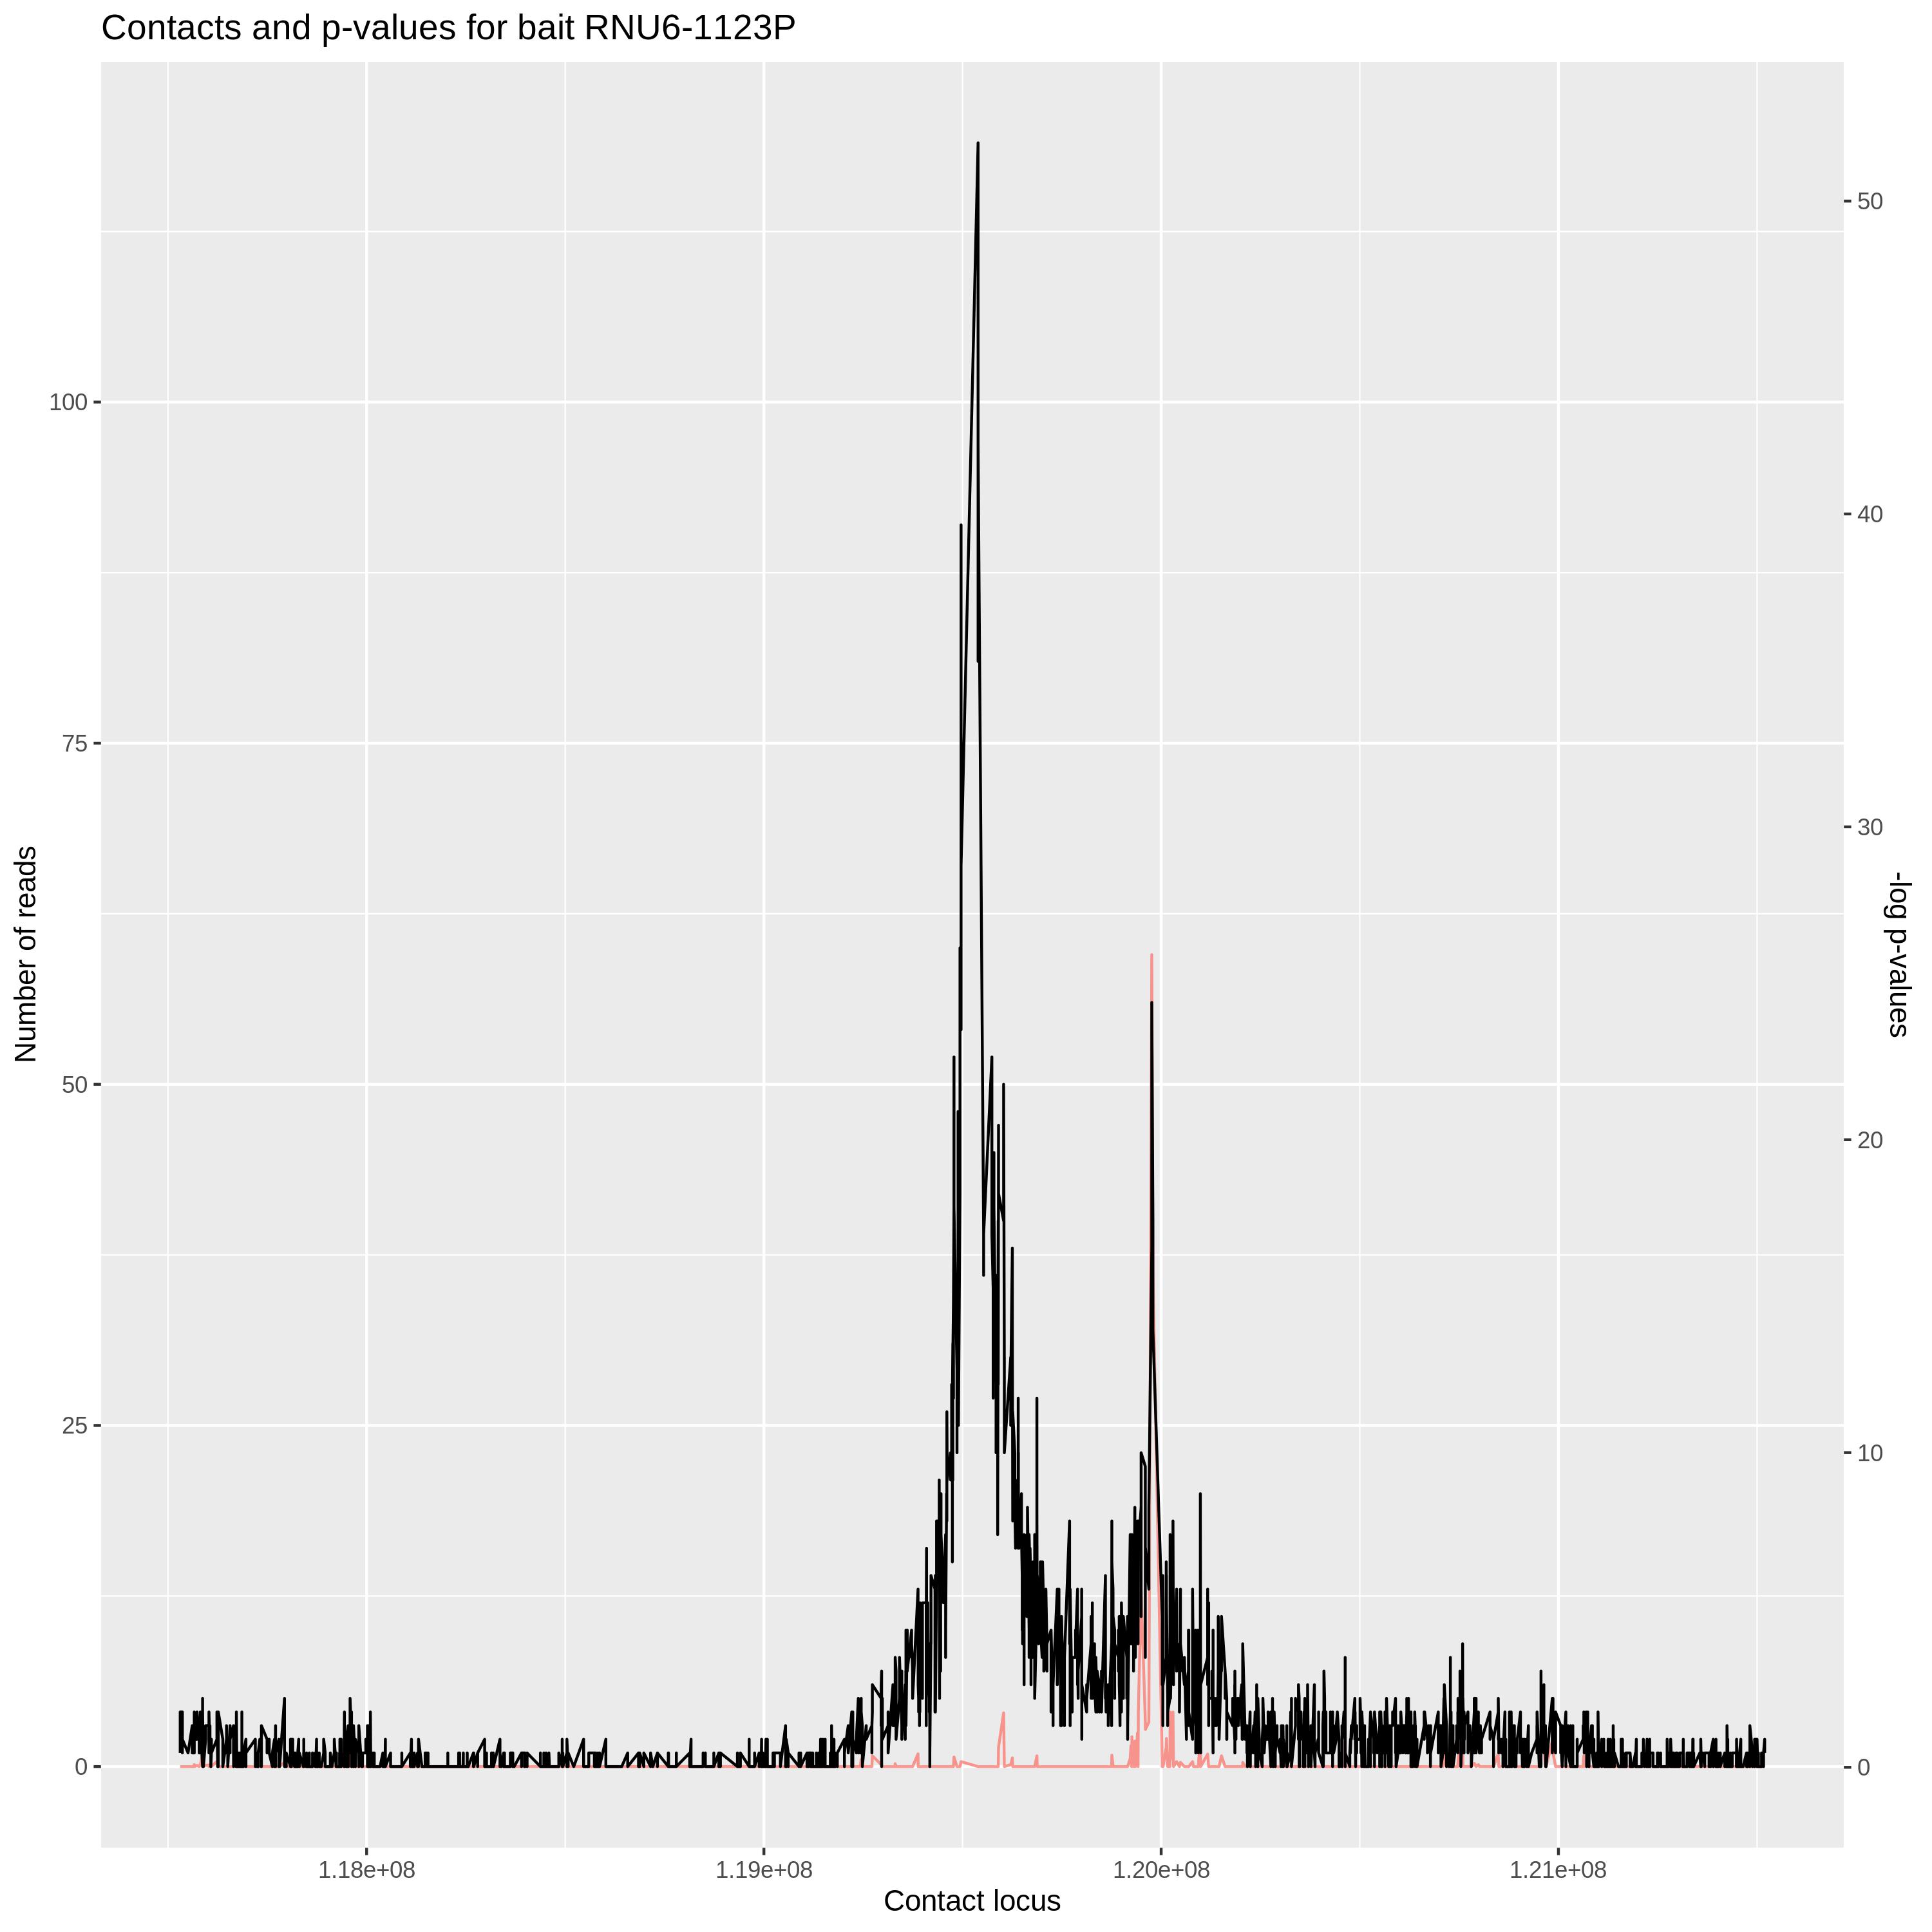 Contacts and p-values for bait RNU6-1123P
Number of reads
100
75
50
25
0
50
40
30
20
10
0
-log p-values
1.18e+08
1.19e+08
1.20e+08
1.21e+08
Contact locus